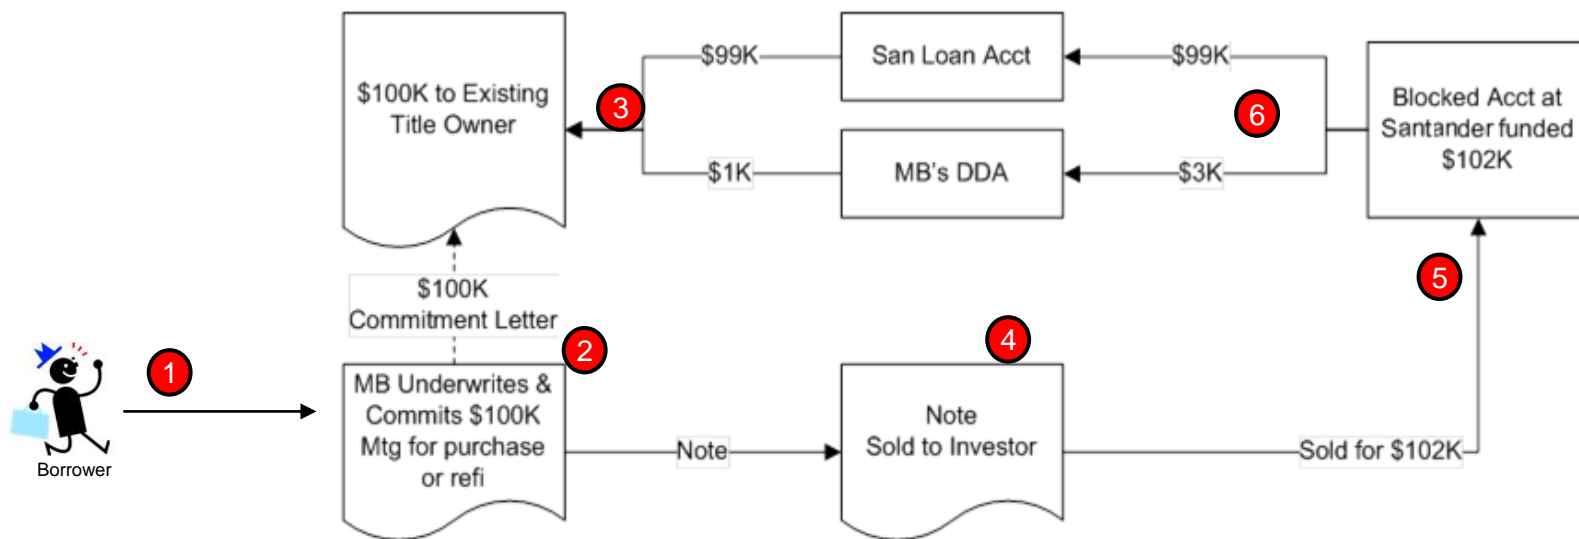 $100K to Existing
Title Owner
3
$99K
San Loan Acct
$99K
$1K
MB's DDA
$3K
6
Blocked Acct at
Santander funded
$102K
5
$100K
Commitment Letter
1
Borrower
2
MB Underwrites &
Commits $100K
Mtg for purchase
or refi
Note
4
Note
Sold to Investor
Sold for $102K